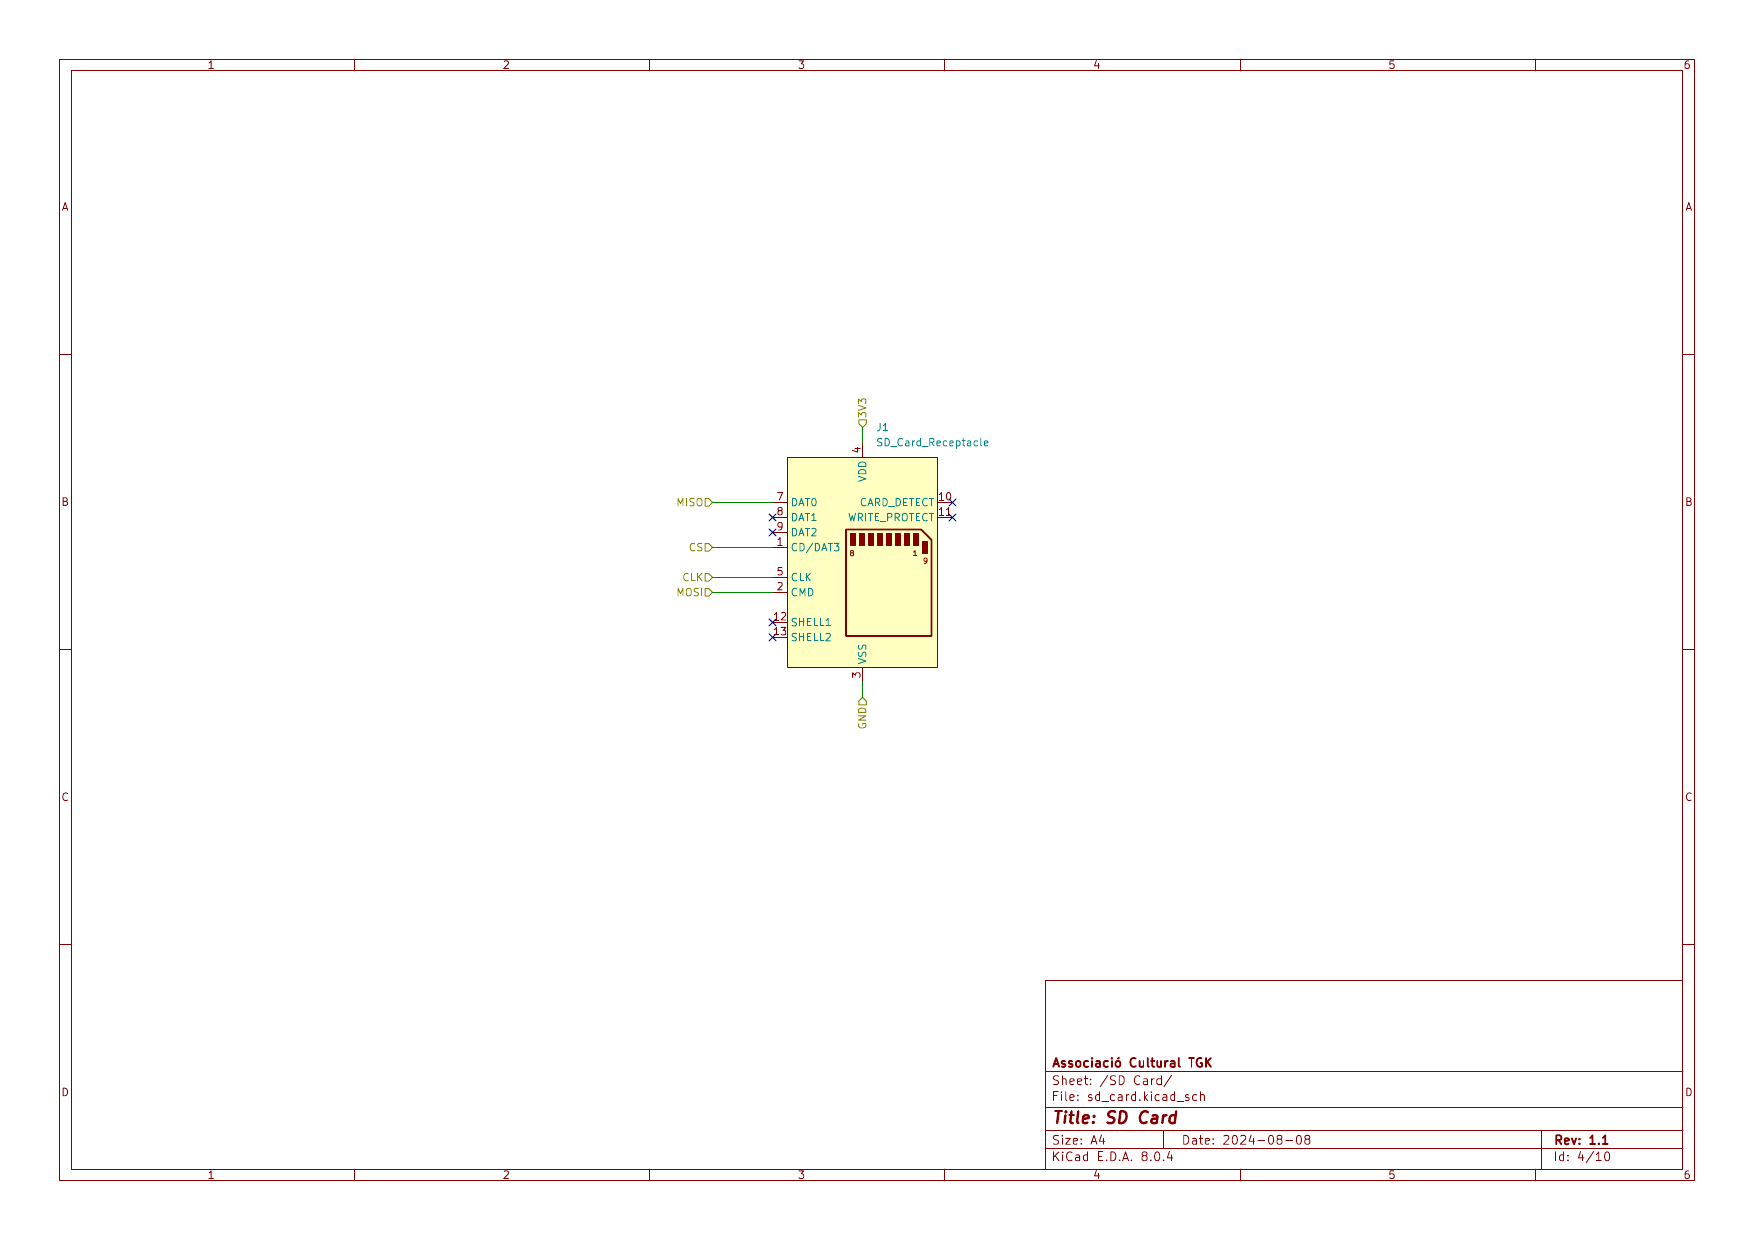 1 2 3 4 5 6
A A
3V3
J1
SD_Card_Receptacle
4
VDD
B B
MISO 7 DAT0 CARD_DETECT 10
8 DAT1 WRITE_PROTECT 11
9 DAT2
CS 1 CD/DAT3
8 1
9
CLK 5 CLK
MOSI 2 CMD
12 SHELL1
13 SHELL2
VSS
3
GND
C C
D D
Associació Cultural TGK
Sheet: /SD Card/
File: sd_card.kicad_sch
Title: SD Card
Size: A4 Date: 2024-08-08 Rev: 1.1
KiCad E.D.A. 8.0.4 Id: 4/10
1 2 3 4 5 6